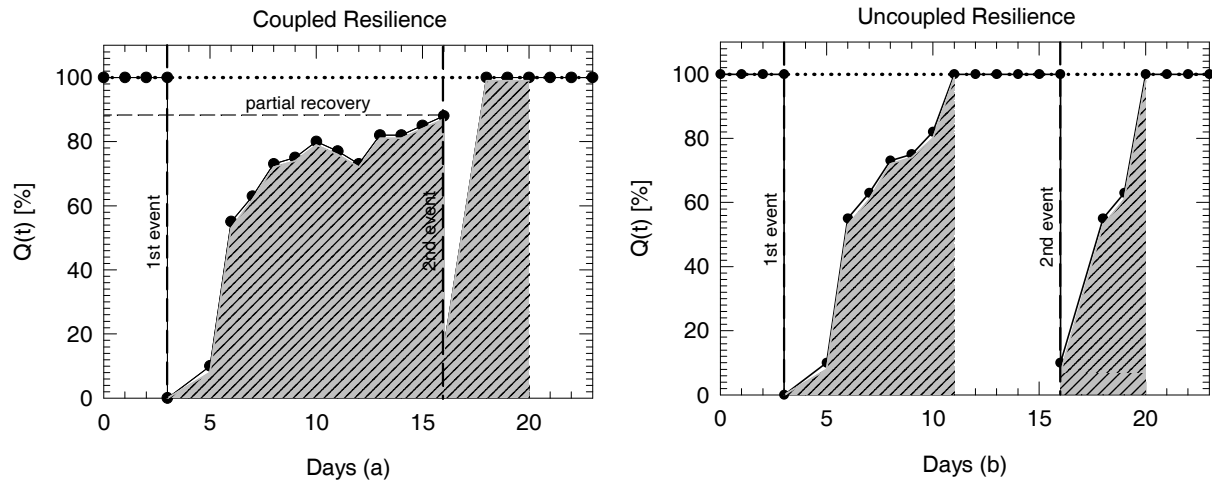 Coupled Resilience
100
80
60
40
20
0
Q(t) [%]
partial recovery
1st event
2nd event
0 5 10 15 20
Days (a)
Uncoupled Resilience
100
80
60
40
20
0
Q(t) [%]
1st event
2nd event
0 5 10 15 20
Days (b)